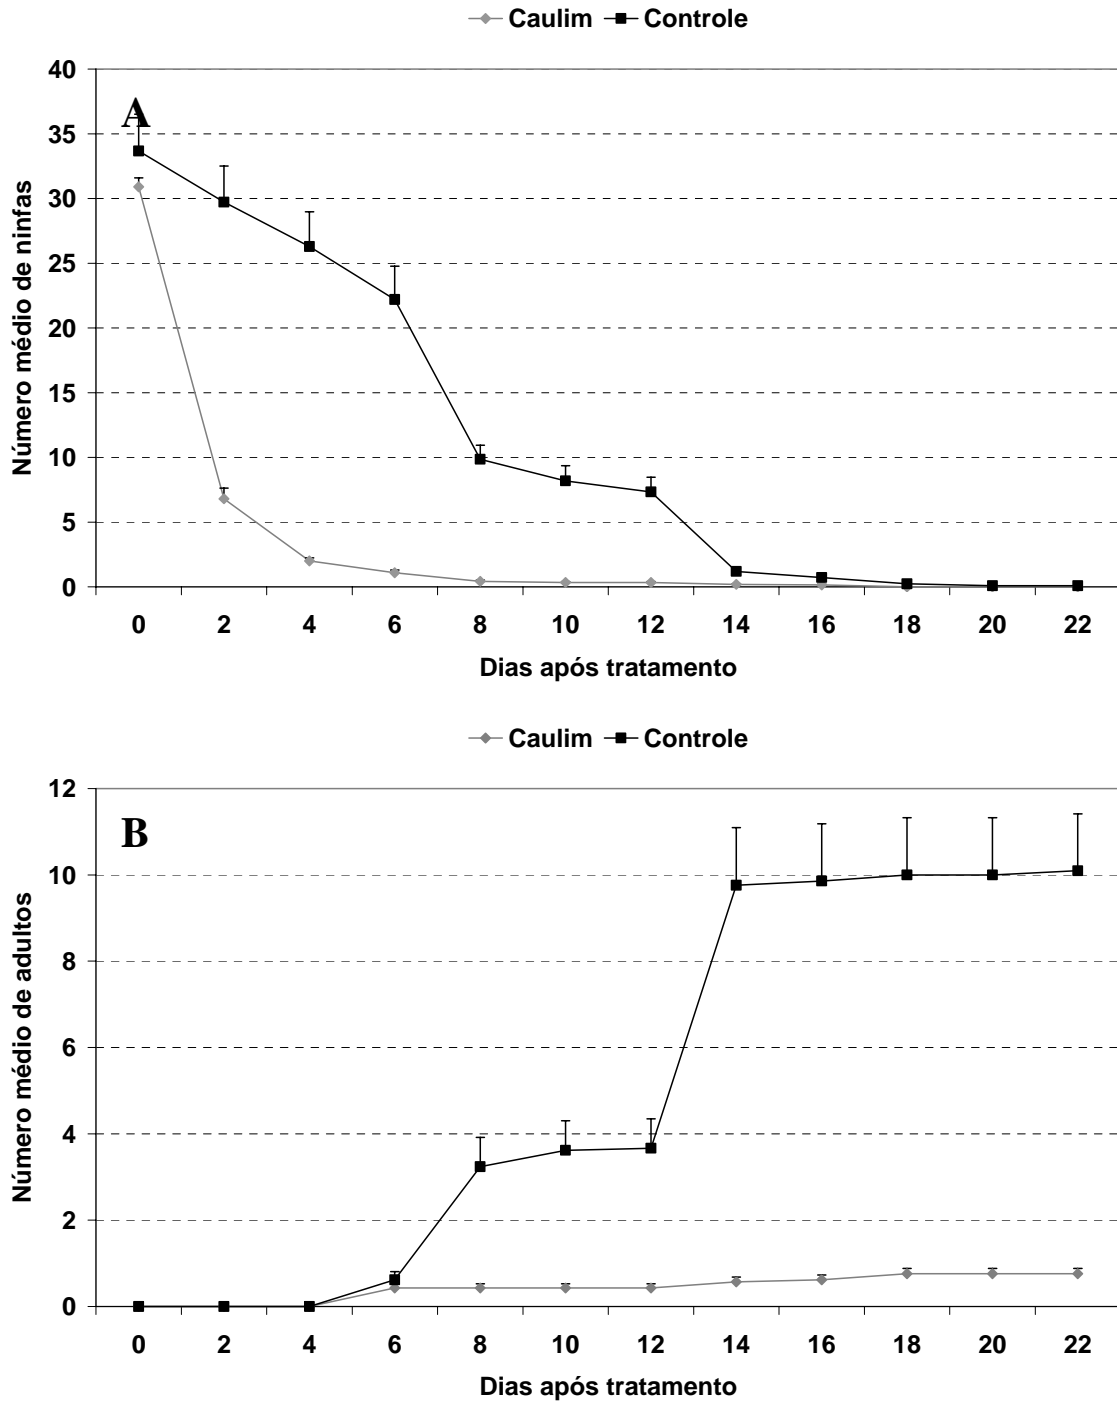 Caulim Controle
40
A
35
30
25
20
15
10
5
0
Número médio de ninfas
0 2 4 6 8 10 12 14 16 18 20 22
Dias após tratamento
Caulim Controle
12
B
10
8
6
4
2
0
Número médio de adultos
0 2 4 6 8 10 12 14 16 18 20 22
Dias após tratamento